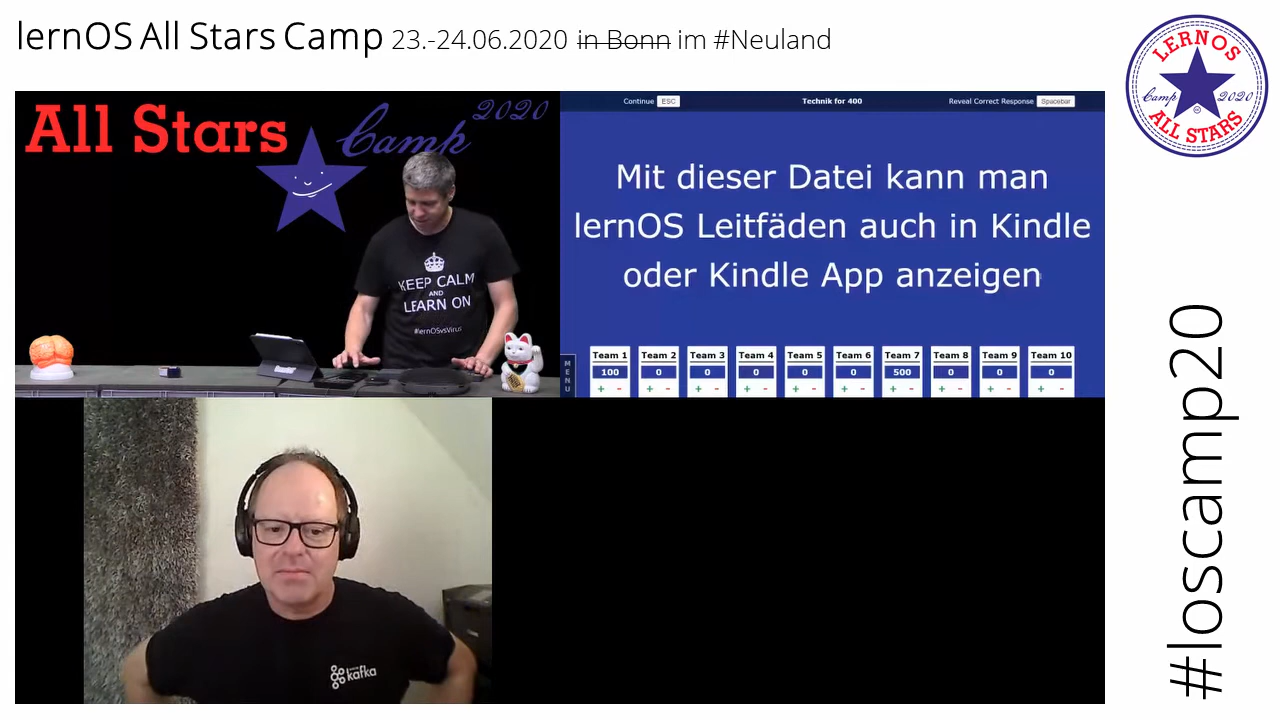 lernOS All Stars Camp 23.-24.06.2020 in Bonn im #Neuland
LERNOS
Camp 2020
ALL STARS
All Stars Camp 2020
KEEP CALM
AND
LEARN ON
#lernOSvsVirus
Continue ESC Technik for 400 Reveal Correct Response Spacebar
Mit dieser Datei kann man
lernOS Leitfäden auch in Kindle
oder Kindle App anzeigen
MENU
Team 1 Team 2 Team 3 Team 4 Team 5 Team 6 Team 7 Team 8 Team 9 Team 10
100 0 0 0 0 0 500 0 0 0
+ - + - + - + - + - + - + - + - + - + -
kafka
#loscamp20